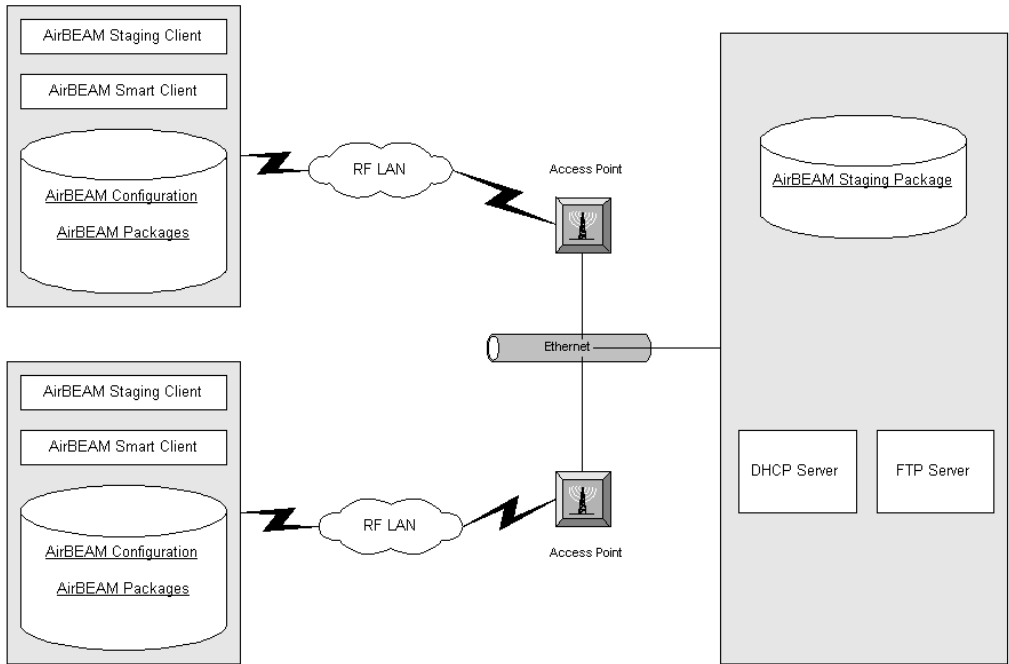 AirBEAM Staging Client
AirBEAM Smart Client
AirBEAM Configuration
AirBEAM Packages
RF LAN
Access Point
AirBEAM Staging Package
Ethernet
AirBEAM Staging Client
AirBEAM Smart Client
AirBEAM Configuration
AirBEAM Packages
RF LAN
Access Point
DHCP Server
FTP Server